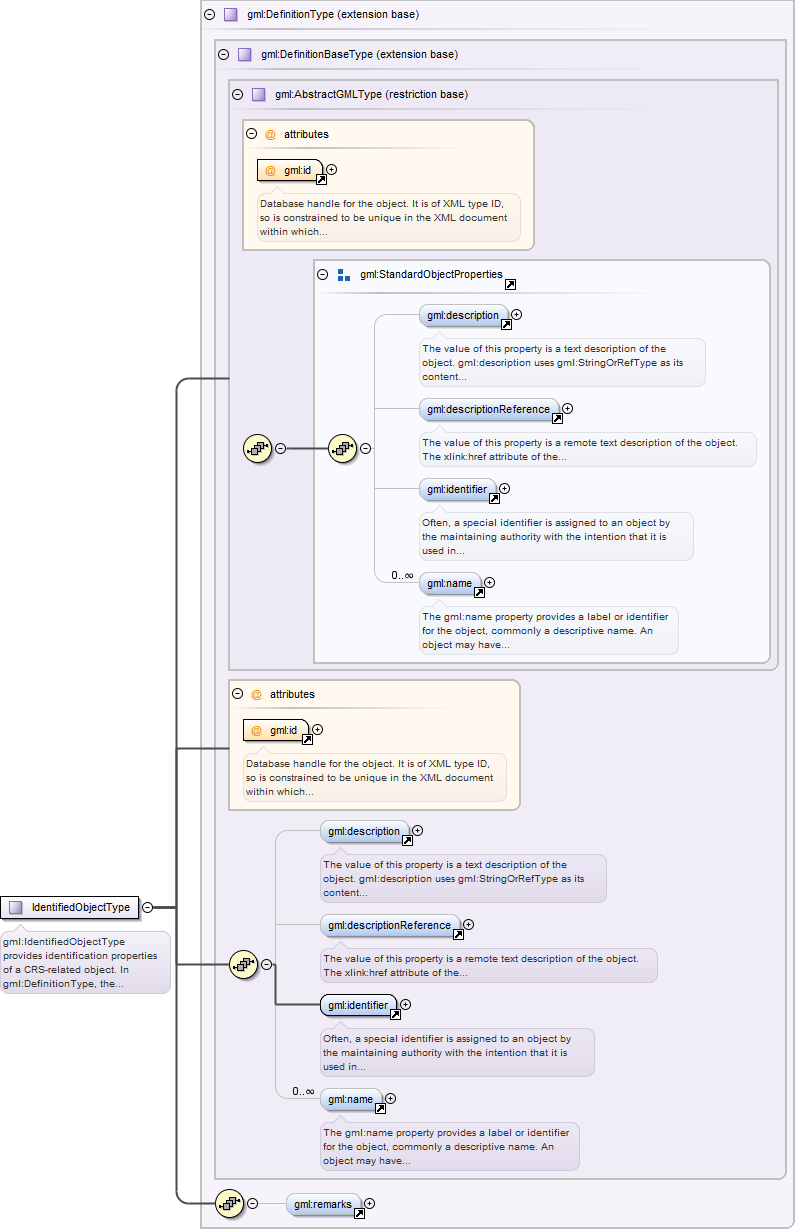 gml:DefinitionType (extension base)
gml:DefinitionBaseType (extension base)
gml:AbstractGMLType (restriction base)
@ attributes
@ gml:id
Database handle for the object. It is of XML type ID,
so is constrained to be unique in the XML document
within which...
gml:StandardObjectProperties
gml:description
The value of this property is a text description of the
object. gml:description uses gml:StringOrRefType as its
content...
gml:descriptionReference
The value of this property is a remote text description of the object.
The xlink:href attribute of the...
gml:identifier
Often, a special identifier is assigned to an object by
the maintaining authority with the intention that it is
used in...
0..∞
gml:name
The gml:name property provides a label or identifier
for the object, commonly a descriptive name. An
object may have...
@ attributes
@ gml:id
Database handle for the object. It is of XML type ID,
so is constrained to be unique in the XML document
within which...
gml:description
The value of this property is a text description of the
object. gml:description uses gml:StringOrRefType as its
content...
IdentifiedObjectType
gml:IdentifiedObjectType
provides identification properties
of a CRS-related object. In
gml:DefinitionType, the...
gml:descriptionReference
The value of this property is a remote text description of the object.
The xlink:href attribute of the...
gml:identifier
Often, a special identifier is assigned to an object by
the maintaining authority with the intention that it is
used in...
0..∞
gml:name
The gml:name property provides a label or identifier
for the object, commonly a descriptive name. An
object may have...
gml:remarks